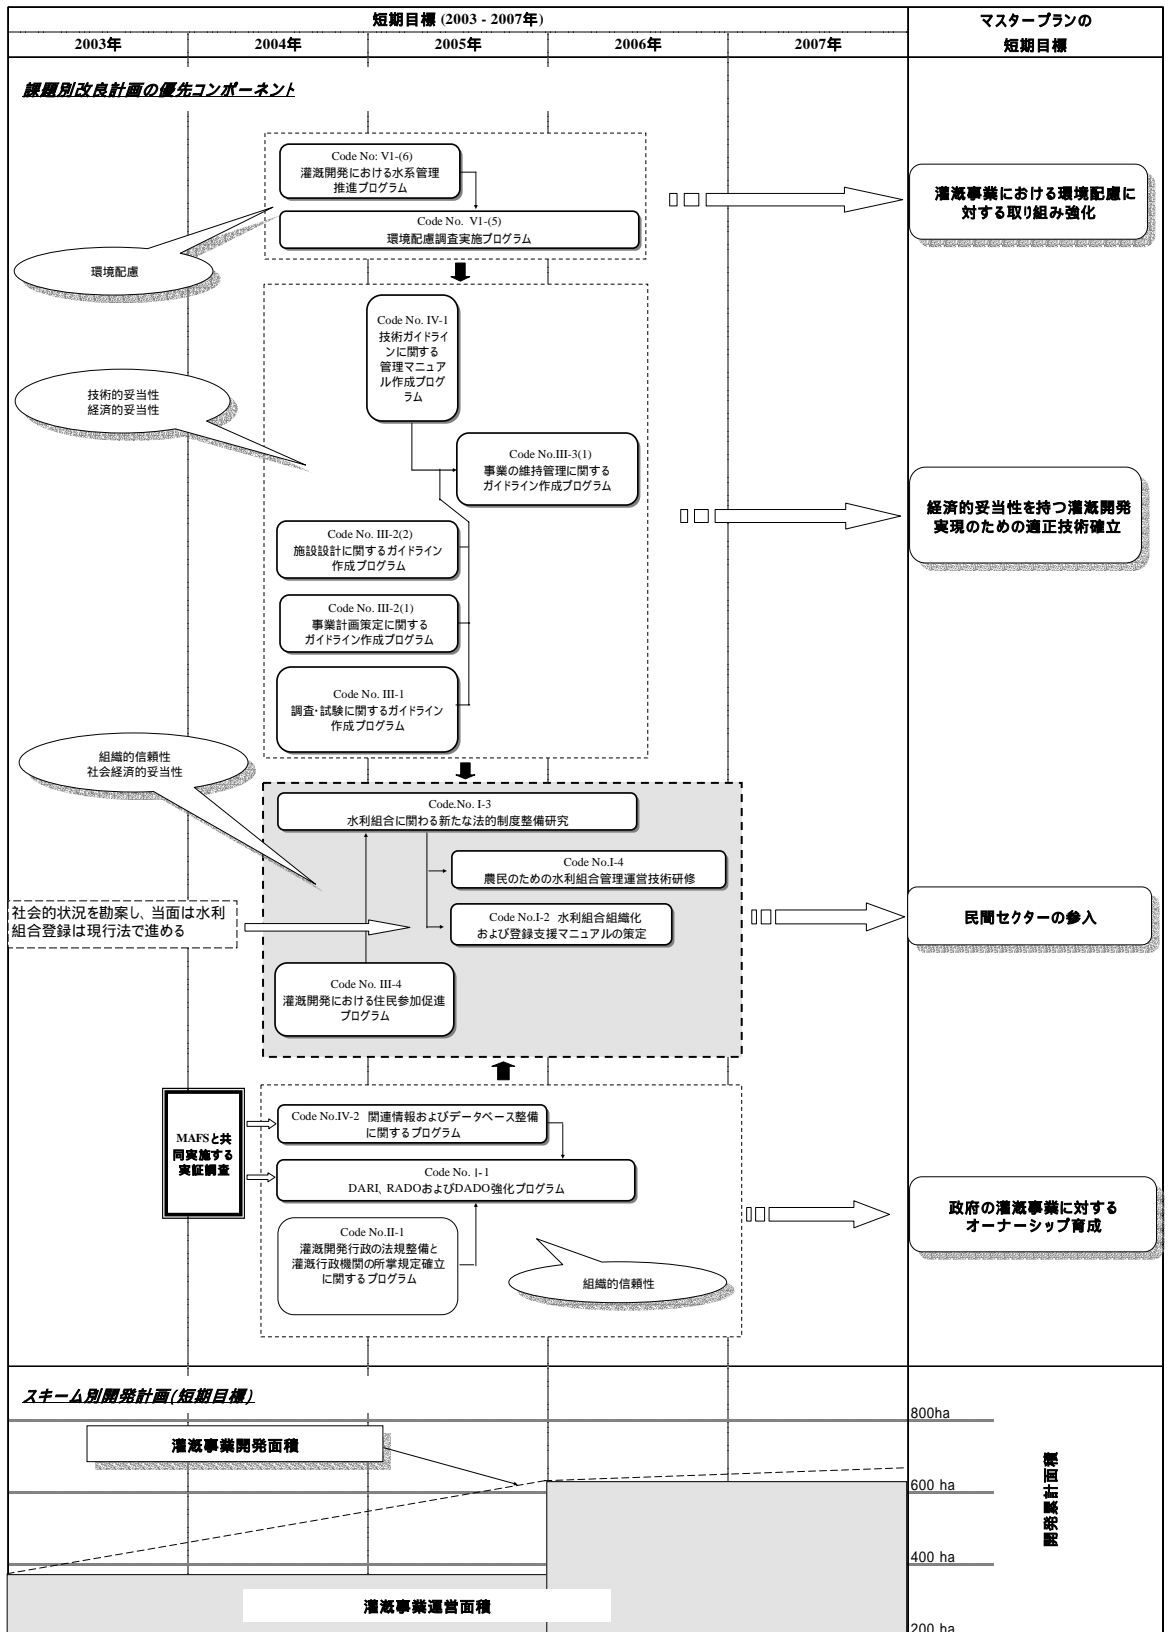 短期目標 (2003 - 2007年)
マスタープランの
短期目標
2003年
2004年
2005年
2006年
2007年
課題別改良計画の優先コンポーネント
Code No: V1-(6)
灌漑開発における水系管理
推進プログラム
Code No. V1-(5)
環境配慮調査実施プログラム
灌漑事業における環境配慮に
対する取り組み強化
環境配慮
Code No. IV-1
技術ガイドライ
ンに関する
管理マニュア
ル作成プログ
ラム
技術的妥当性
経済的妥当性
Code No.III-3(1)
事業の維持管理に関する
ガイドライン作成プログラム
経済的妥当性を持つ灌漑開発
実現のための適正技術確立
Code No. III-2(2)
施設設計に関するガイドライン
作成プログラム
Code No. III-2(1)
事業計画策定に関する
ガイドライン作成プログラム
Code No. III-1
調査・試験に関するガイドライン
作成プログラム
組織的信頼性
社会経済的妥当性
Code.No. I-3
水利組合に関わる新たな法的制度整備研究
Code No.I-4
農民のための水利組合管理運営技術研修
社会的状況を勘案し、当面は水利
組合登録は現行法で進める
Code No.I-2 水利組合組織化
および登録支援マニュアルの策定
民間セクターの参入
Code No. III-4
灌漑開発における住民参加促進
プログラム
MAFSと共
同実施する
実証調査
Code No.IV-2 関連情報およびデータベース整備
に関するプログラム
Code No. I-1
DARI, RADOおよびDADO強化プログラム
Code No.II-1
灌漑開発行政の法規整備と
灌漑行政機関の所掌規定確立
に関するプログラム
組織的信頼性
政府の灌漑事業に対する
オーナーシップ育成
スキーム別開発計画(短期目標)
800ha
灌漑事業開発面積
600 ha
開発累計面積
400 ha
灌漑事業運営面積
200 ha